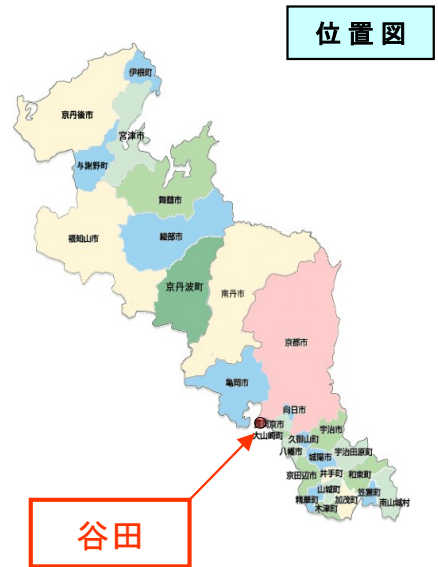 位置図
伊根町
京丹後市
宮津市
与謝野町
舞鶴市
福知山市
綾部市
京丹波町
南丹市
京都市
亀岡市
向日市
長岡京市
宇治市
大山崎町
久御山町
八幡市
宇治田原町
城陽市
京田辺市
井手町
和束町
山城町
笠置町
精華町
加茂町
南山城村
木津町
谷田